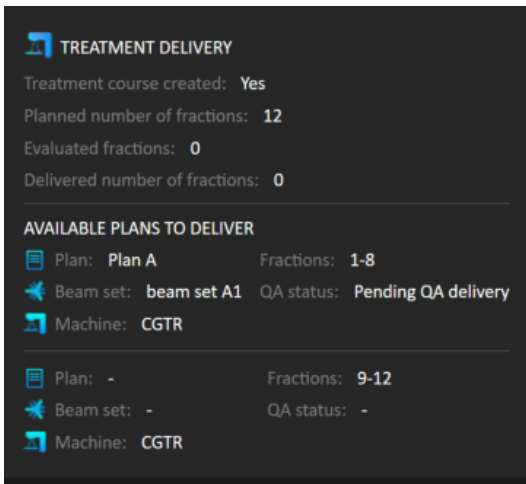 TREATMENT DELIVERY
Treatment course created: Yes
Planned number of fractions: 12
Evaluated fractions: 0
Delivered number of fractions: 0
AVAILABLE PLANS TO DELIVER
Plan: Plan A Fractions: 1-8
Beam set: beam set A1 QA status: Pending QA delivery
Machine: CGTR
Plan: - Fractions: 9-12
Beam set: - QA status: -
Machine: CGTR